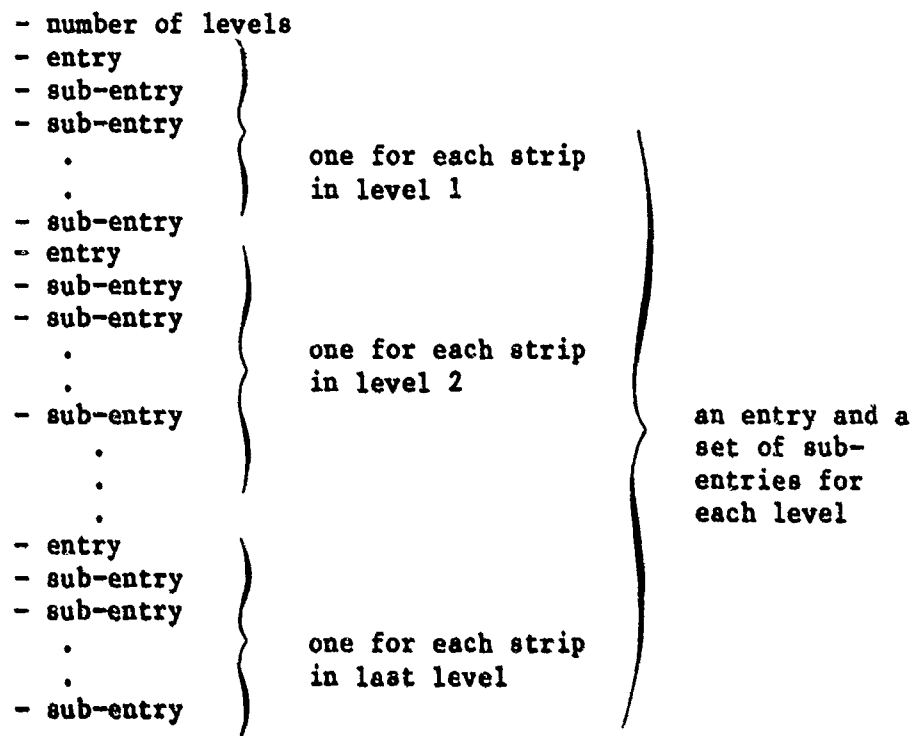 - number of levels
- entry
- sub-entry
- sub-entry
.
.
- sub-entry
one for each strip
in level 1
- entry
- sub-entry
- sub-entry
.
.
- sub-entry
one for each strip
in level 2
.
.
.
- entry
- sub-entry
- sub-entry
.
.
- sub-entry
one for each strip
in last level
an entry and a
set of sub-
entries for
each level